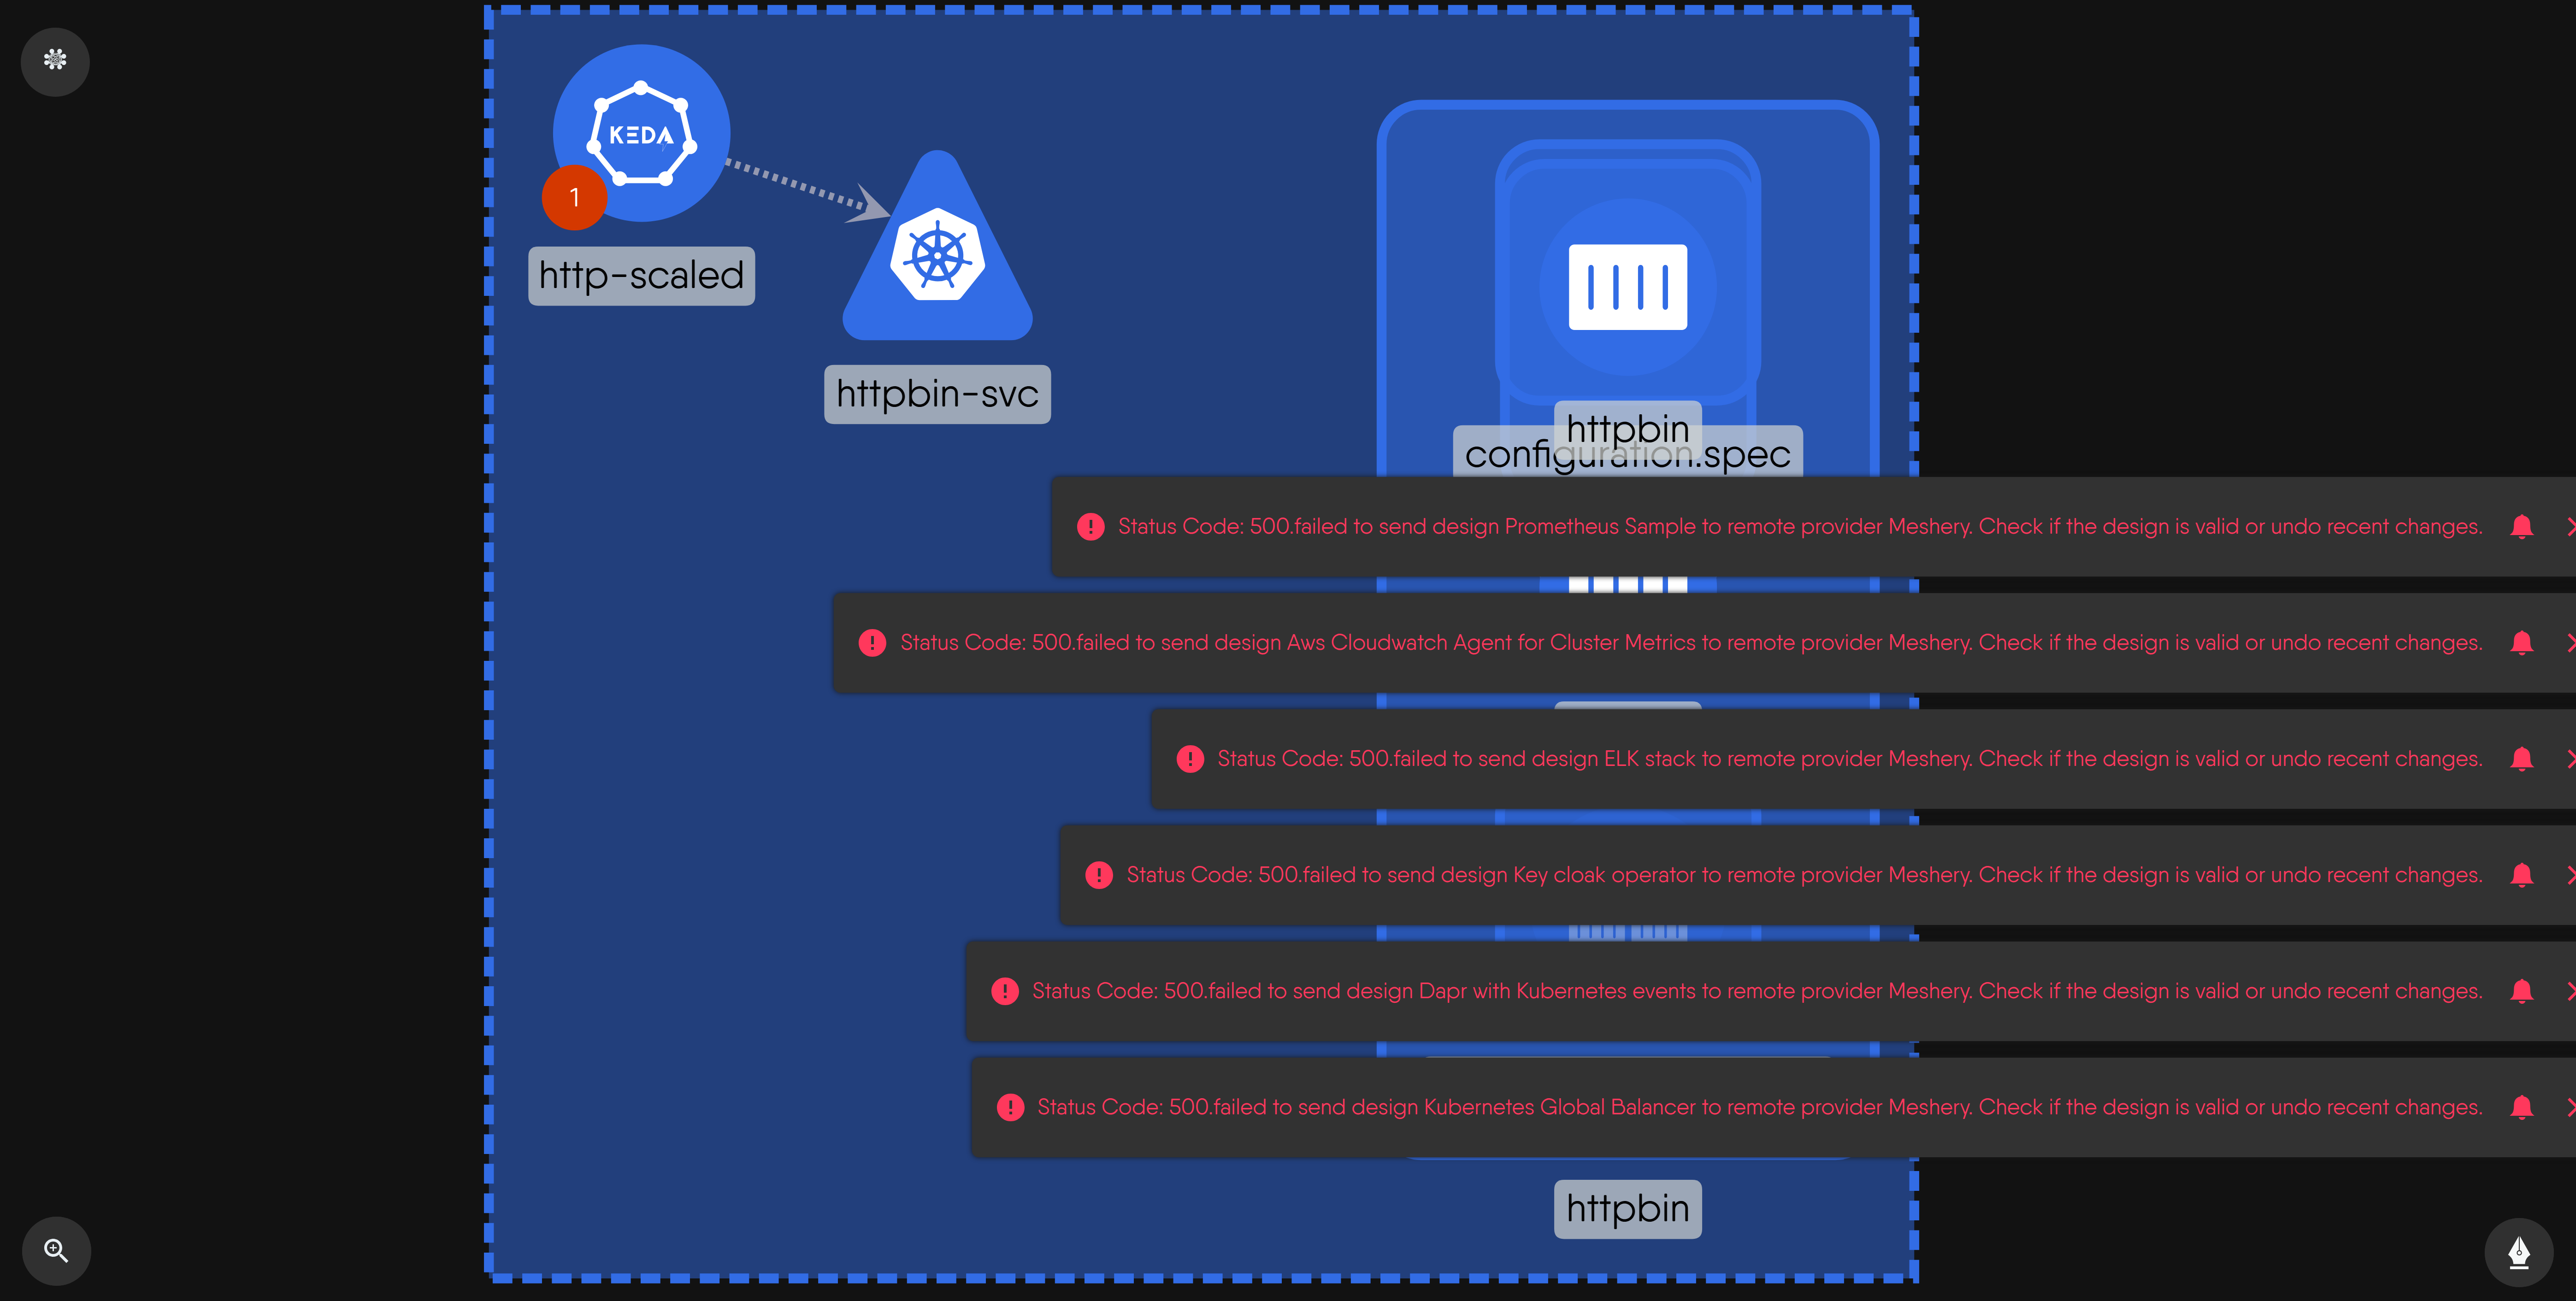 KEDA
1
http-scaled
httpbin-svc
httpbin
configuration.spec
Status Code: 500.failed to send design Prometheus Sample to remote provider Meshery. Check if the design is valid or undo recent changes.
Status Code: 500.failed to send design Aws Cloudwatch Agent for Cluster Metrics to remote provider Meshery. Check if the design is valid or undo recent changes.
Status Code: 500.failed to send design ELK stack to remote provider Meshery. Check if the design is valid or undo recent changes.
Status Code: 500.failed to send design Key cloak operator to remote provider Meshery. Check if the design is valid or undo recent changes.
Status Code: 500.failed to send design Dapr with Kubernetes events to remote provider Meshery. Check if the design is valid or undo recent changes.
Status Code: 500.failed to send design Kubernetes Global Balancer to remote provider Meshery. Check if the design is valid or undo recent changes.
httpbin